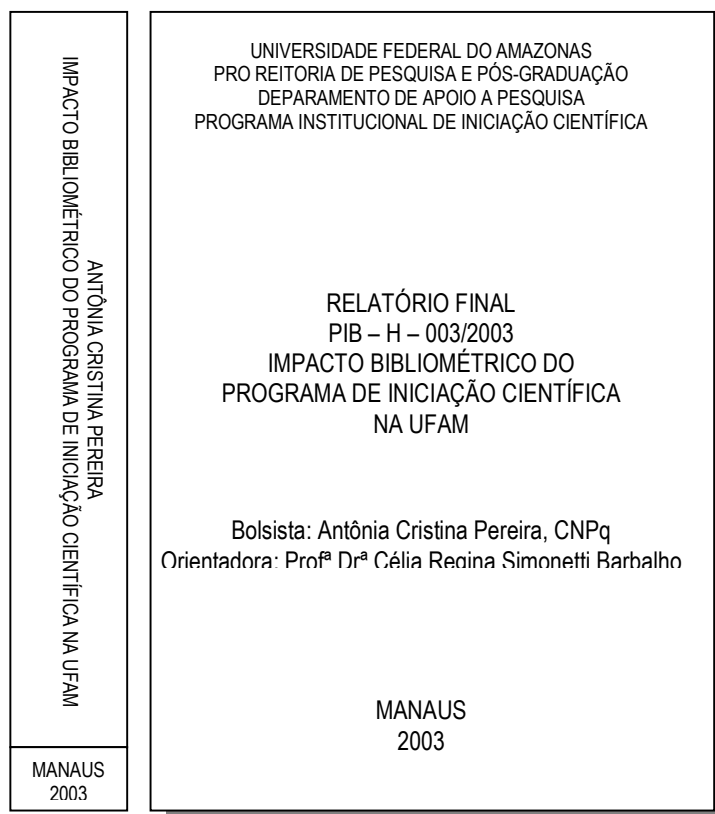 ANTÔNIA CRISTINA PEREIRA
IMPACTO BIBLIOMÉTRICO DO PROGRAMA DE INICIAÇÃO CIENTÍFICA NA UFAM
MANAUS
2003
UNIVERSIDADE FEDERAL DO AMAZONAS
PRO REITORIA DE PESQUISA E PÓS-GRADUAÇÃO
DEPARAMENTO DE APOIO A PESQUISA
PROGRAMA INSTITUCIONAL DE INICIAÇÃO CIENTÍFICA
RELATÓRIO FINAL
PIB – H – 003/2003
IMPACTO BIBLIOMÉTRICO DO
PROGRAMA DE INICIAÇÃO CIENTÍFICA
NA UFAM
Bolsista: Antônia Cristina Pereira, CNPq
Orientadora: Profª Drª Célia Regina Simonetti Barbalho
MANAUS
2003